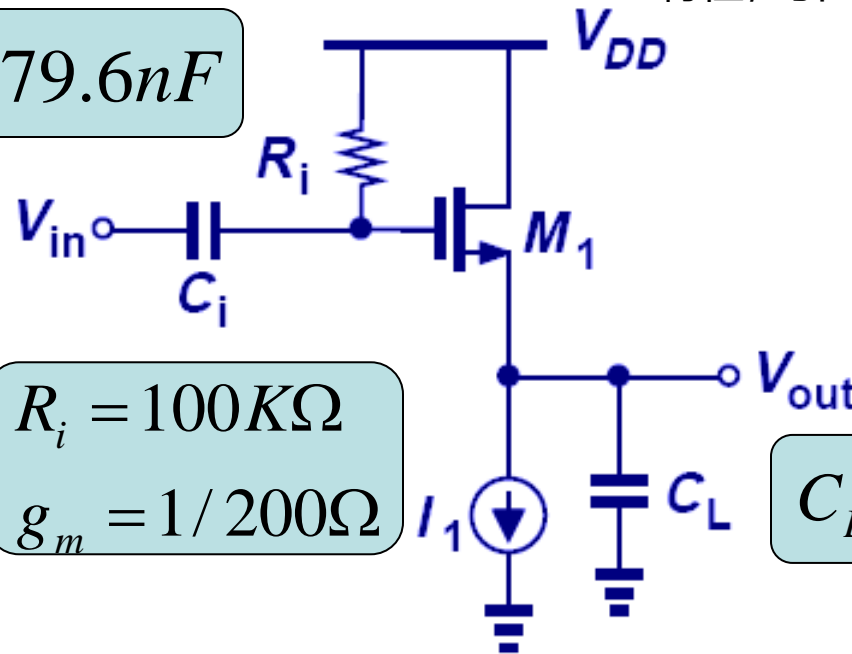 79.6nF
V_DD
R_i
V_in
C_i
M_1
V_out
R_i = 100KΩ
g_m = 1/200Ω
I_1
C_L
C